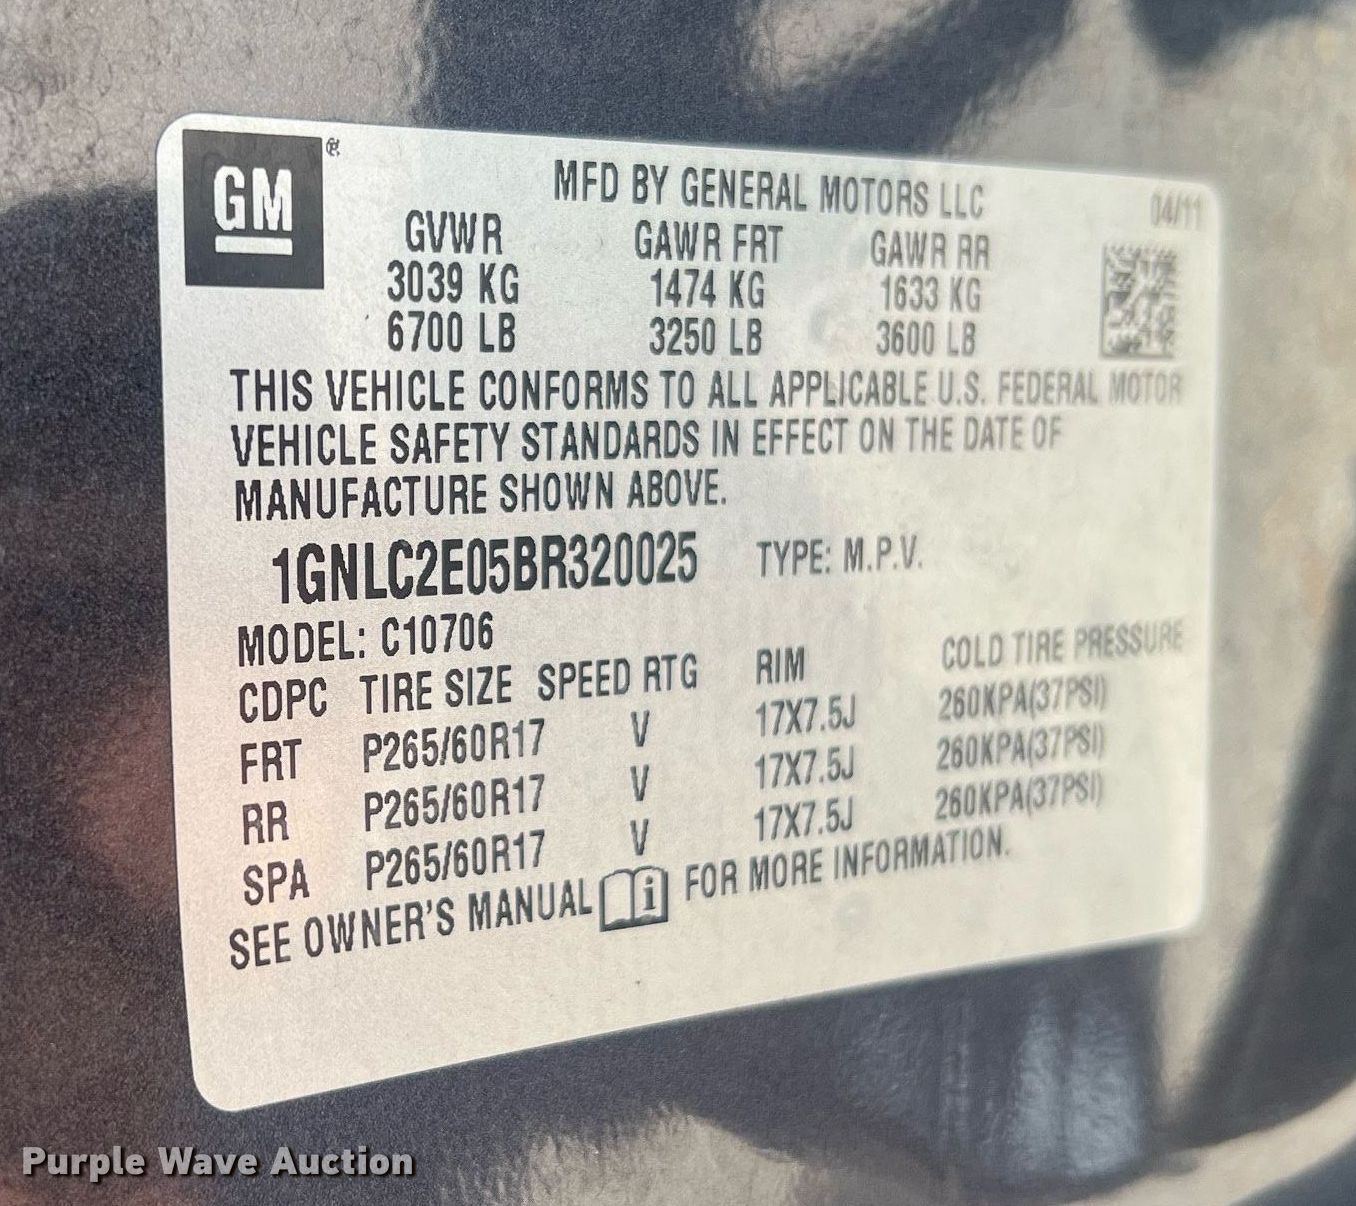 GM ®
MFD BY GENERAL MOTORS LLC 04/11
GVWR GAWR FRT GAWR RR
3039 KG 1474 KG 1633 KG
6700 LB 3250 LB 3600 LB
THIS VEHICLE CONFORMS TO ALL APPLICABLE U.S. FEDERAL MOTOR
VEHICLE SAFETY STANDARDS IN EFFECT ON THE DATE OF
MANUFACTURE SHOWN ABOVE.
1GNLC2E05BR320025 TYPE: M.P.V.
MODEL: C10706
CDPC TIRE SIZE SPEED RTG RIM COLD TIRE PRESSURE
FRT P265/60R17 V 17X7.5J 260KPA(37PSI)
RR P265/60R17 V 17X7.5J 260KPA(37PSI)
SPA P265/60R17 V 17X7.5J 260KPA(37PSI)
SEE OWNER'S MANUAL i FOR MORE INFORMATION.
Purple Wave Auction